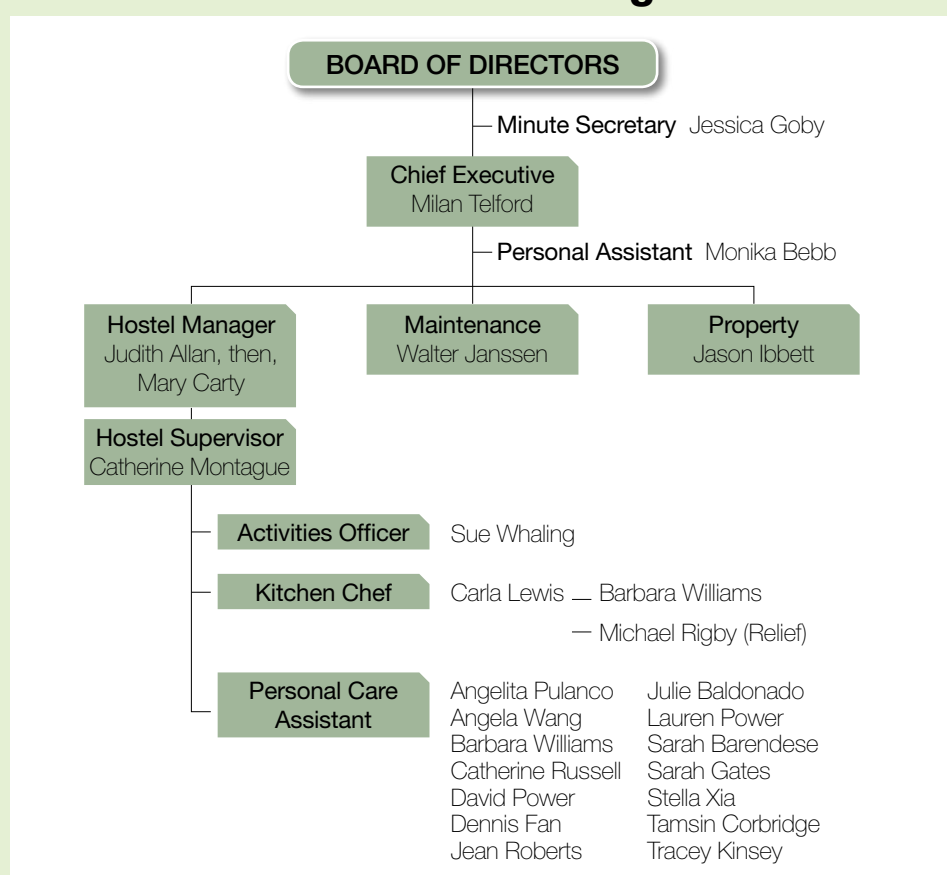 BOARD OF DIRECTORS
Minute Secretary Jessica Goby
Chief Executive
Milan Telford
Personal Assistant Monika Bebb
Hostel Manager
Judith Allan, then,
Mary Carty
Maintenance
Walter Janssen
Property
Jason Ibbett
Hostel Supervisor
Catherine Montague
Activities Officer Sue Whaling
Kitchen Chef Carla Lewis — Barbara Williams
— Michael Rigby (Relief)
Personal Care
Assistant
Angelita Pulanco
Angela Wang
Barbara Williams
Catherine Russell
David Power
Dennis Fan
Jean Roberts
Julie Baldonado
Lauren Power
Sarah Barendese
Sarah Gates
Stella Xia
Tamsin Corbridge
Tracey Kinsey